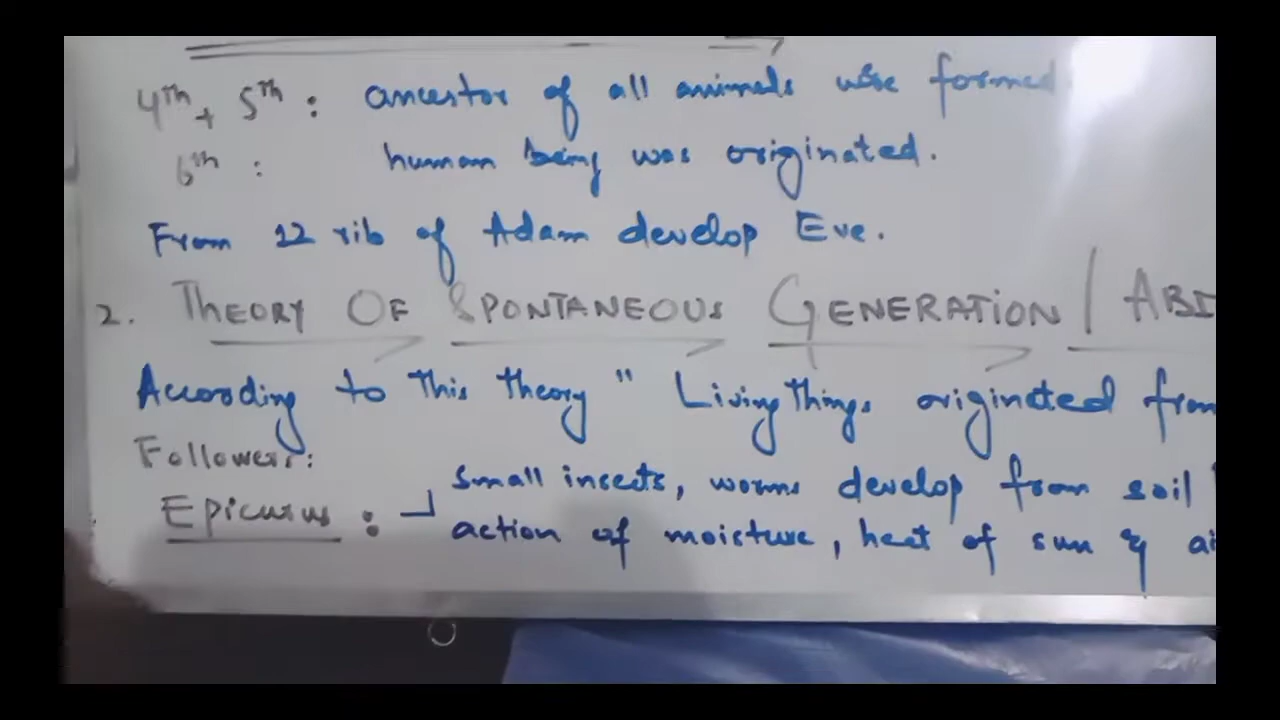 4th + 5th : ancestor of all animals were formed
6th : human being was originated.
From 12 rib of Adam develop Eve.
2. THEORY OF SPONTANEOUS GENERATION / ABI
According to this theory " Living things originated from
Followers:
Epicurus : small insects, worms develop from soil
action of moisture, heat of sun & ai